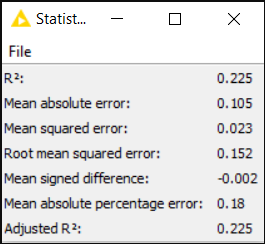 Statist...
File
R²: 0.225
Mean absolute error: 0.105
Mean squared error: 0.023
Root mean squared error: 0.152
Mean signed difference: -0.002
Mean absolute percentage error: 0.18
Adjusted R²: 0.225